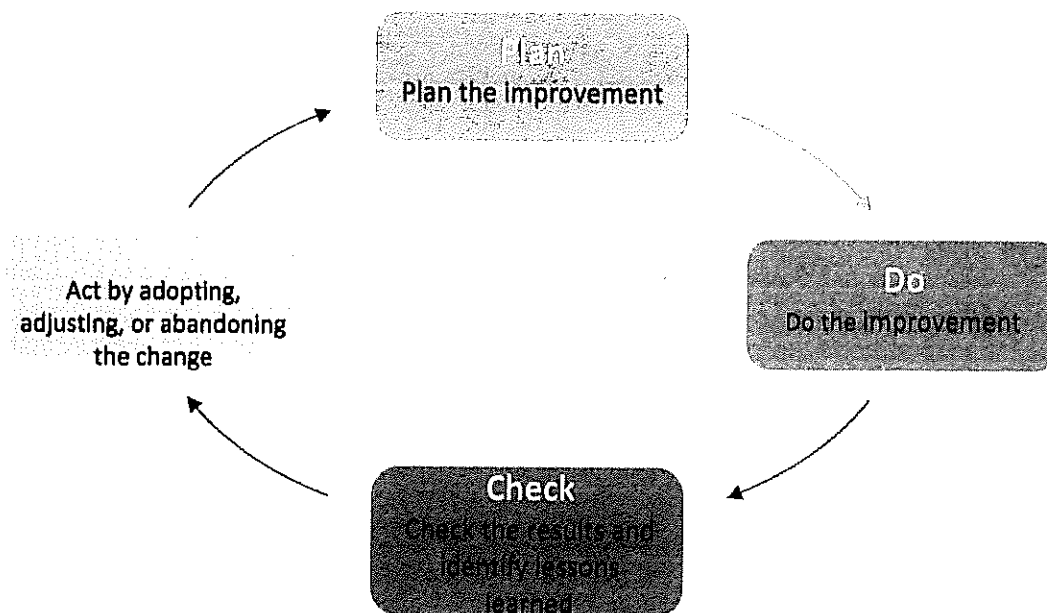 Plan
Plan the improvement
Do
Do the improvement
Check
Check the results and
identify lessons
learned
Act by adopting,
adjusting, or abandoning
the change